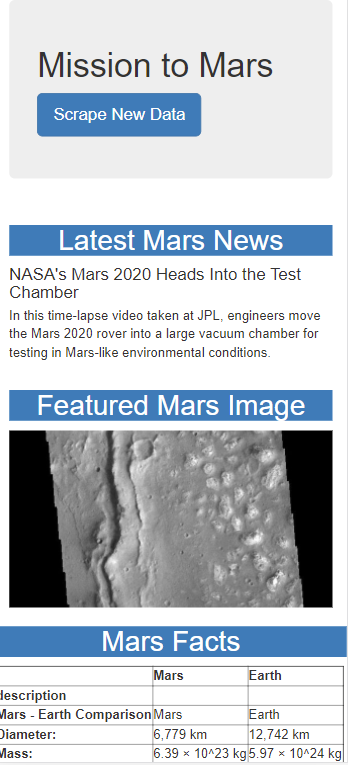 Mission to Mars
Scrape New Data
Latest Mars News
NASA's Mars 2020 Heads Into the Test
Chamber
In this time-lapse video taken at JPL, engineers move
the Mars 2020 rover into a large vacuum chamber for
testing in Mars-like environmental conditions.
Featured Mars Image
Mars Facts
Mars Earth
description
Mars - Earth Comparison Mars Earth
Diameter: 6,779 km 12,742 km
Mass: 6.39 × 10^23 kg 5.97 × 10^24 kg